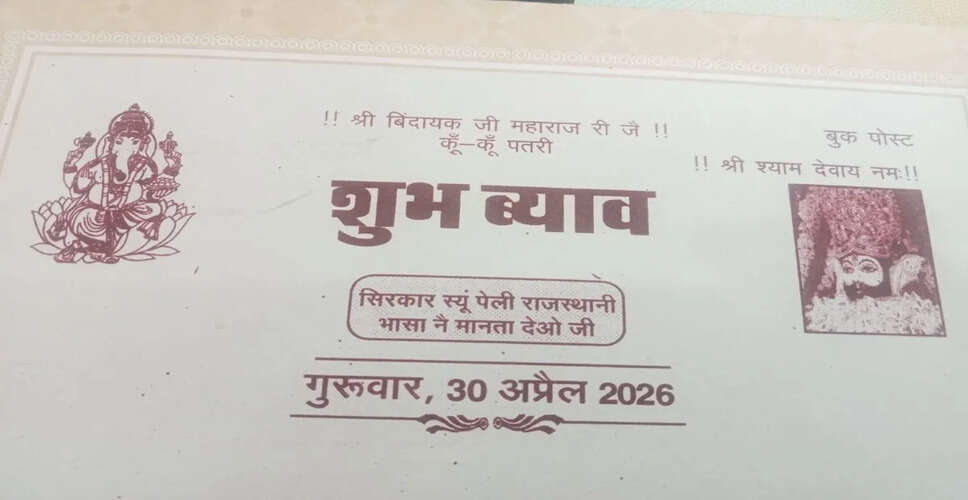 !! श्री बिंदायक जी महाराज री जै !!
कूँ–कूँ पतरी
बुक पोस्ट
!! श्री श्याम देवाय नमः!!
शुभ ब्याव
सिरकार स्यूं पेली राजस्थानी
भासा नै मानता देओ जी
गुरूवार, 30 अप्रैल 2026